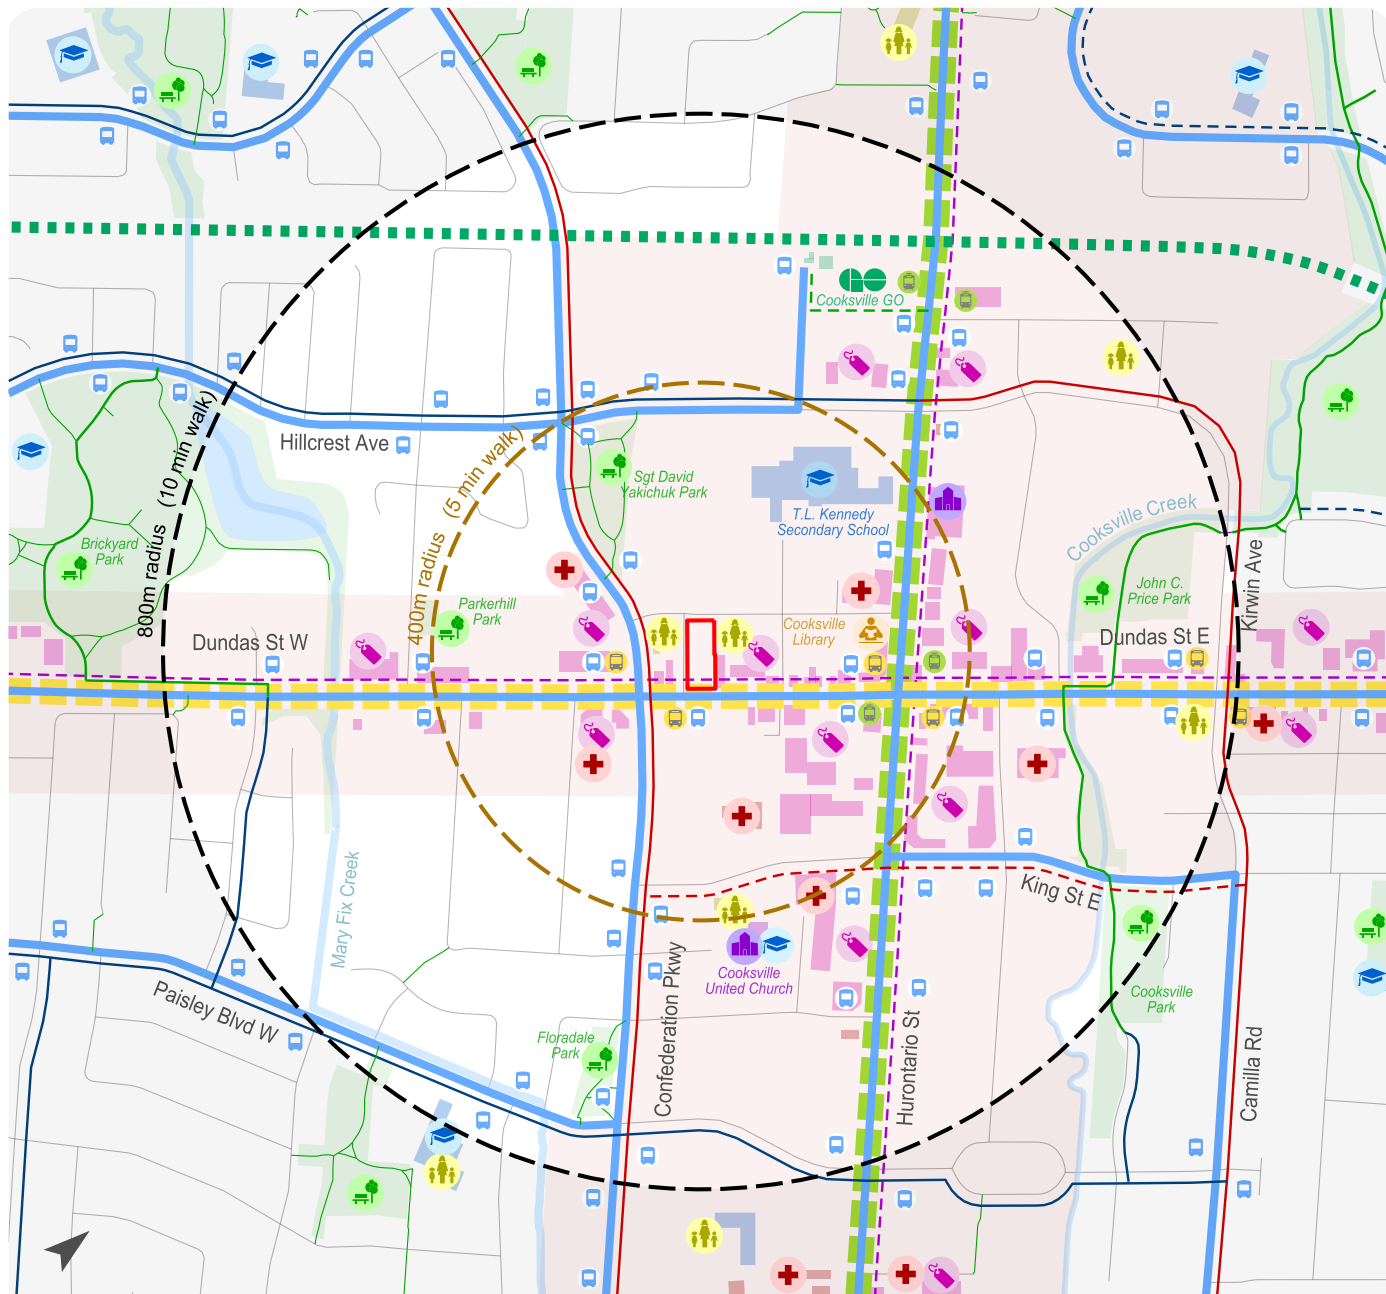 Cooksville GO
(10 min walk)
800m radius
Hillcrest Ave
(5 min walk)
400m radius
Sgt David
Yakichuk Park
T.L. Kennedy
Secondary School
Cooksville Creek
Brickyard
Park
Kirwin Ave
John C.
Price Park
Parkerhill
Park
Cooksville
Library
Dundas St W
Dundas St E
Mary Fix Creek
King St E
Cooksville
United Church
Confederation Pkwy
Paisley Blvd W
Cooksville
Park
Floradale
Park
Hurontario St
Camilla Rd